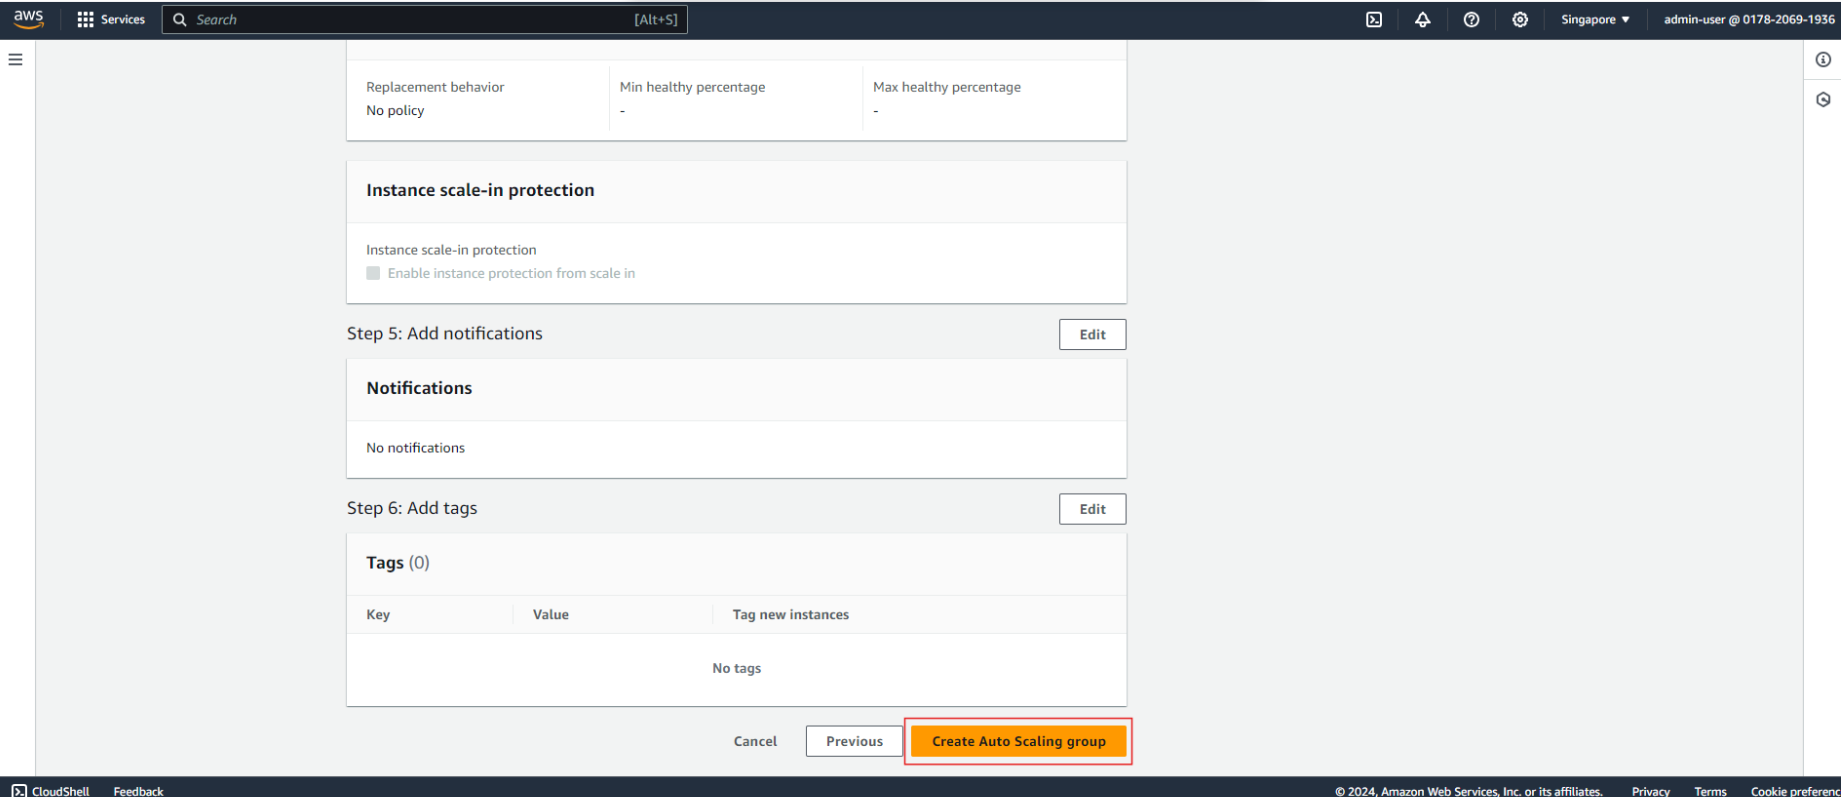 aws
Services
Search
[Alt+S]
Singapore
admin-user @ 0178-2069-1936
Replacement behavior
Min healthy percentage
Max healthy percentage
No policy
-
-
Instance scale-in protection
Instance scale-in protection
Enable instance protection from scale in
Step 5: Add notifications
Edit
Notifications
No notifications
Step 6: Add tags
Edit
Tags (0)
Key
Value
Tag new instances
No tags
Cancel
Previous
Create Auto Scaling group
CloudShell
Feedback
© 2024, Amazon Web Services, Inc. or its affiliates.
Privacy
Terms
Cookie preferenc